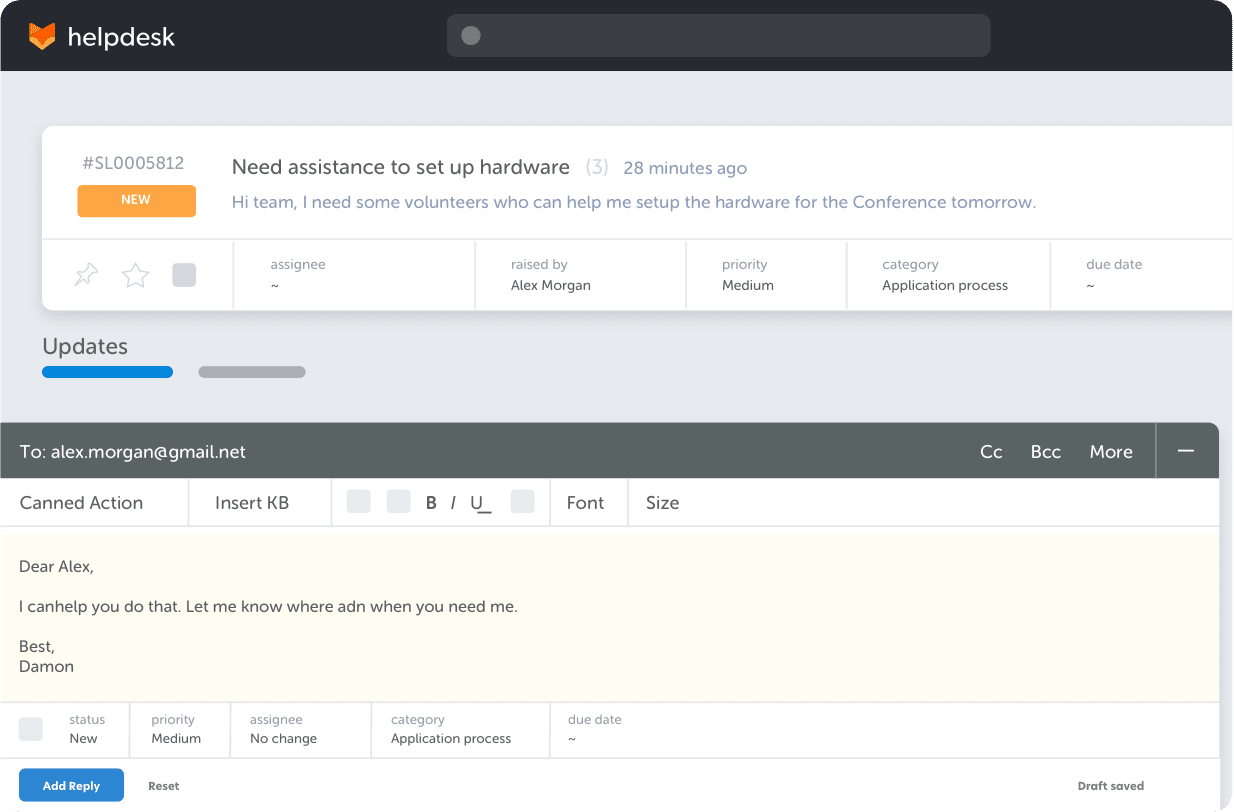 helpdesk
#SL0005812
NEW
Need assistance to set up hardware (3) 28 minutes ago
Hi team, I need some volunteers who can help me setup the hardware for the Conference tomorrow.
assignee
~
raised by
Alex Morgan
priority
Medium
category
Application process
due date
~
Updates
To: alex.morgan@gmail.net Cc Bcc More
Canned Action Insert KB B I U Font Size
Dear Alex,
I canhelp you do that. Let me know where adn when you need me.
Best,
Damon
status
New
priority
Medium
assignee
No change
category
Application process
due date
~
Add Reply Reset Draft saved